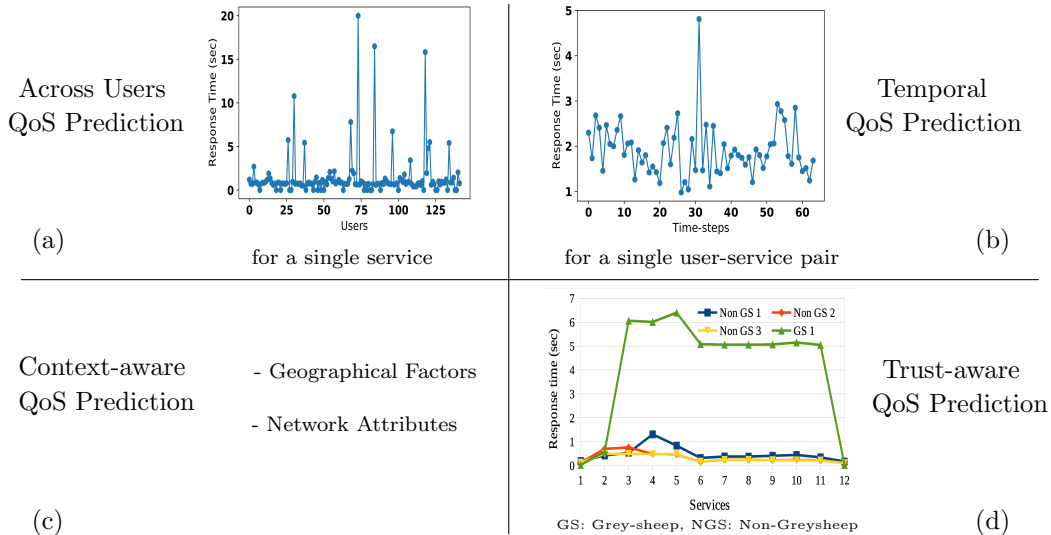 Across Users
QoS Prediction
Response Time (sec)
20
15
10
5
0
0 25 50 75 100 125
Users
(a)
for a single service
Response Time (sec)
5
4
3
2
1
0 10 20 30 40 50 60
Time-steps
Temporal
QoS Prediction
(b)
for a single user-service pair
Context-aware
QoS Prediction
- Geographical Factors
- Network Attributes
(c)
Response time (sec)
7
6
5
4
3
2
1
0
Non GS 1 Non GS 2
Non GS 3 GS 1
1 2 3 4 5 6 7 8 9 10 11 12
Services
GS: Grey-sheep, NGS: Non-Greysheep
Trust-aware
QoS Prediction
(d)